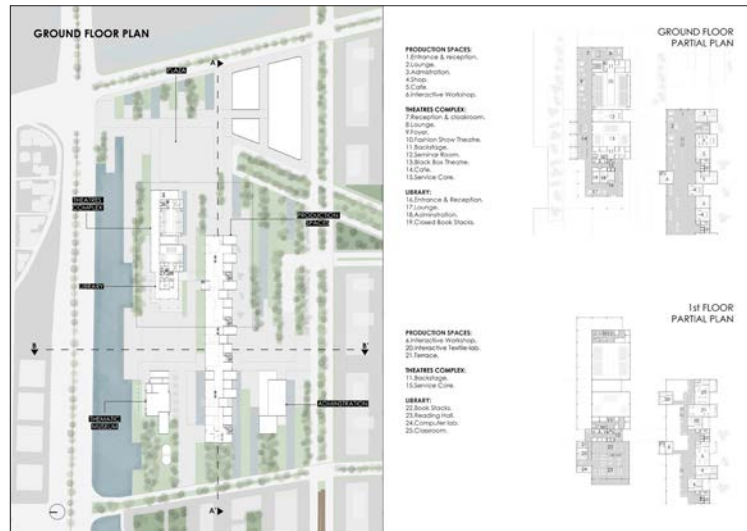 GROUND FLOOR PLAN
A
PLAZA
THEATRES
COMPLEX
PRODUCTION
SPACES
LIBRARY
B
B'
THEMATIC
MUSEUM
ADMINISTRATION
A'
GROUND FLOOR
PARTIAL PLAN
PRODUCTION SPACES:
1.Entrance & reception.
2.Lounge.
3.Admistration.
4.Shop.
5.Cafe.
6.Interactive Workshop.
THEATRES COMPLEX:
7.Reception & cloakroom.
8.Lounge.
9.Foyer.
10.Fashion Show Theatre.
11.Backstage.
12.Seminar Room.
13.Black Box Theatre.
14.Cafe.
15.Service Core.
LIBRARY:
16.Entrance & Reception.
17.Lounge.
18.Adminstration.
19.Closed Book Stacks.
1st FLOOR
PARTIAL PLAN
PRODUCTION SPACES:
6.Interactive Workshop.
20.Interactive Textile-lab.
21.Terrace.
THEATRES COMPLEX:
11.Backstage.
15.Service Core.
LIBRARY:
22.Book Stacks.
23.Reading Hall.
24.Computer lab.
25.Classroom.